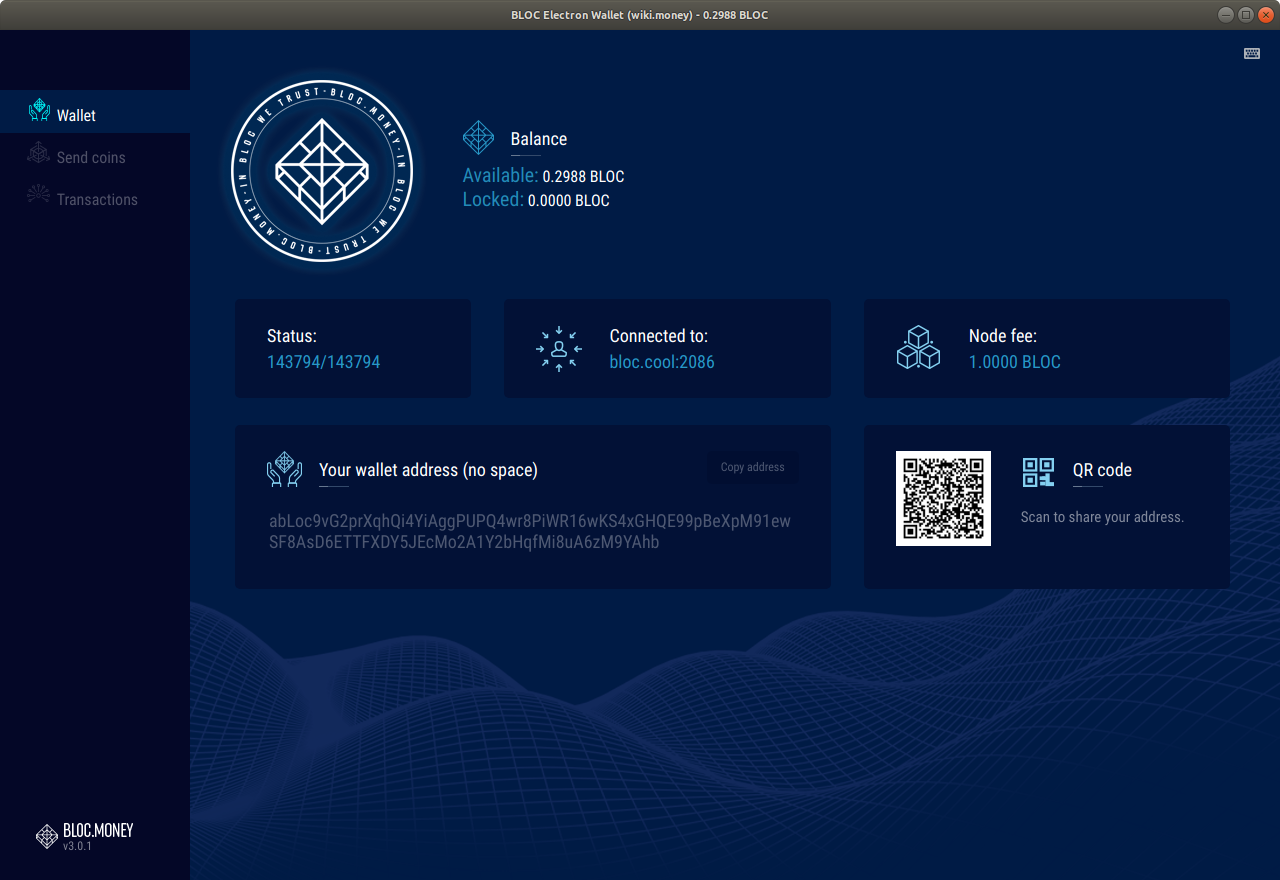 BLOC Electron Wallet (wiki.money) - 0.2988 BLOC
Wallet
Send coins
Transactions
BLOC.MONEY
v3.0.1
IN BLOC WE TRUST·BLOC.MONEY·IN BLOC WE TRUST·BLOC.MONEY·
Balance
Available: 0.2988 BLOC
Locked: 0.0000 BLOC
Status:
143794/143794
Connected to:
bloc.cool:2086
Node fee:
1.0000 BLOC
Your wallet address (no space)
Copy address
abLoc9vG2prXqhQi4YiAggPUPQ4wr8PiWR16wKS4xGHQE99pBeXpM91ew
SF8AsD6ETTFXDY5JEcMo2A1Y2bHqfMi8uA6zM9YAhb
QR code
Scan to share your address.